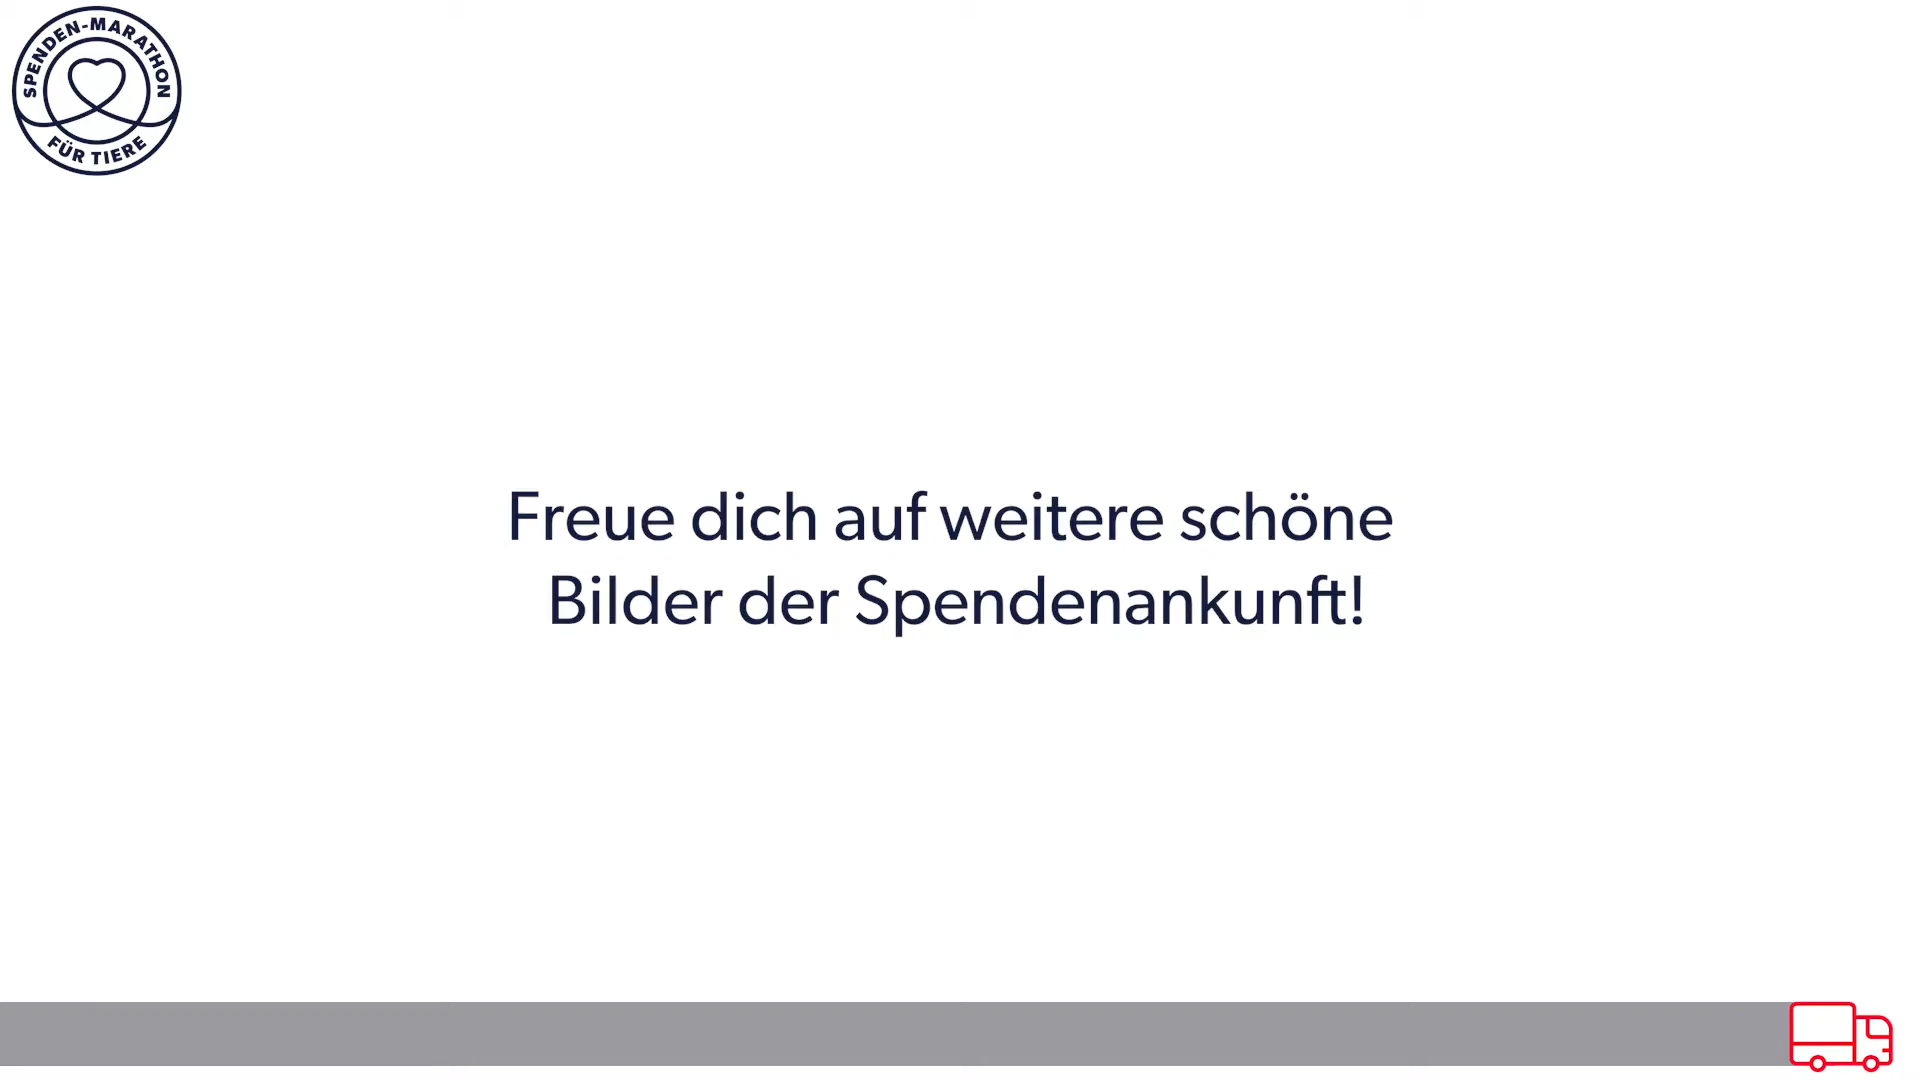 SPENDEN-MARATHON
FÜR TIERE
Freue dich auf weitere schöne
Bilder der Spendenankunft!